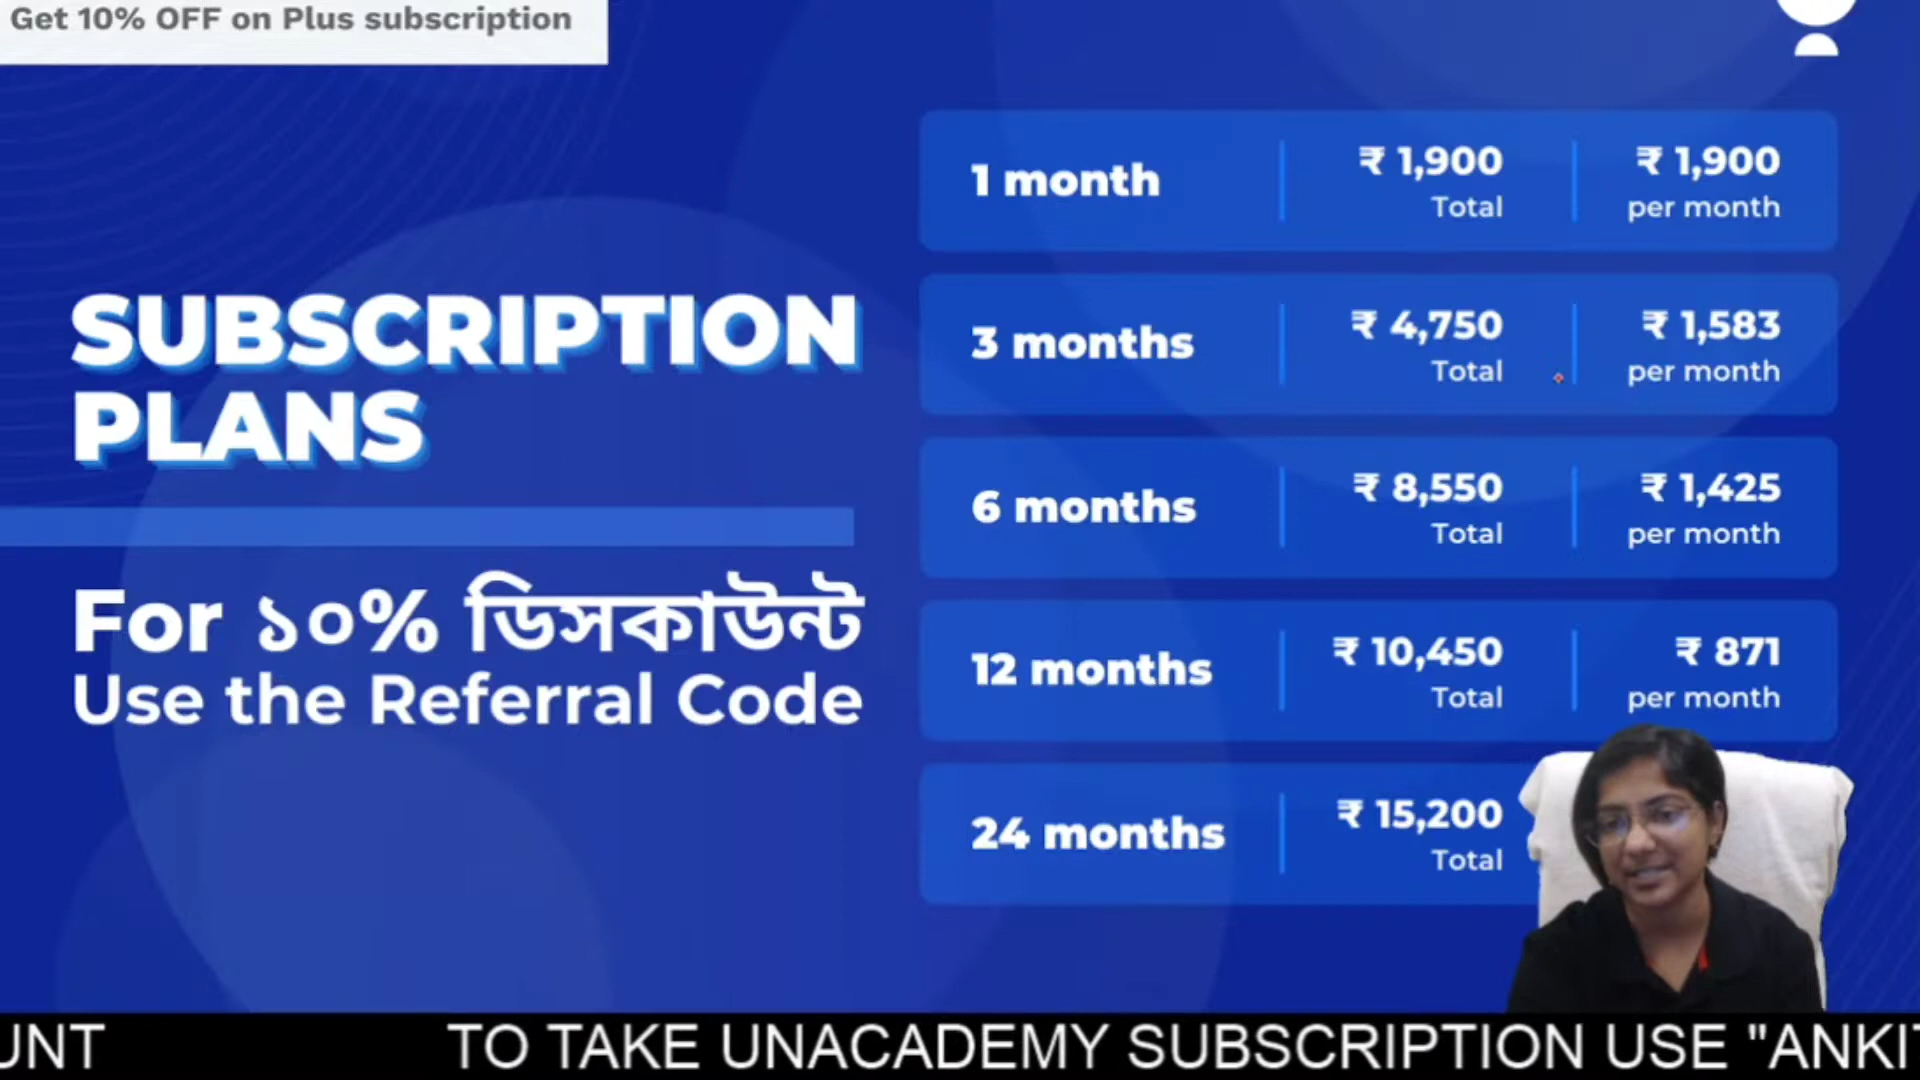 Get 10% OFF on Plus subscription
SUBSCRIPTION
PLANS
For ১০% ডিসকাউন্ট
Use the Referral Code
1 month ₹ 1,900 ₹ 1,900
Total per month
3 months ₹ 4,750 ₹ 1,583
Total per month
6 months ₹ 8,550 ₹ 1,425
Total per month
12 months ₹ 10,450 ₹ 871
Total per month
24 months ₹ 15,200
Total
TO TAKE UNACADEMY SUBSCRIPTION USE